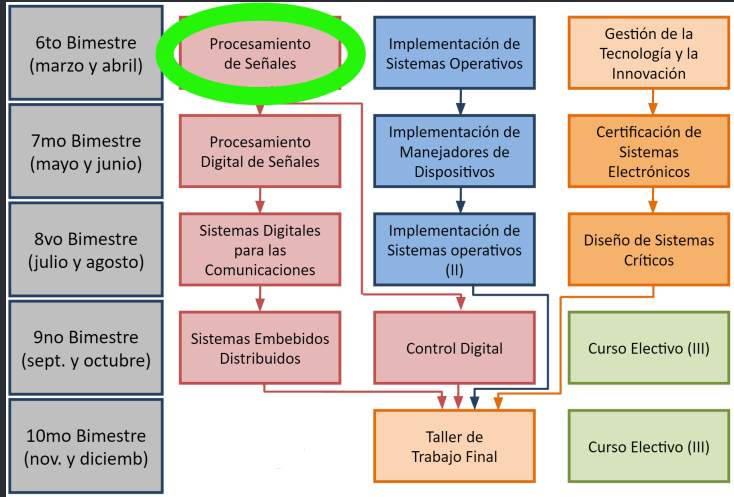 6to Bimestre
(marzo y abril)
Procesamiento
de Señales
Implementación de
Sistemas Operativos
Gestión de la
Tecnología y la
Innovación
7mo Bimestre
(mayo y junio)
Procesamiento
Digital de Señales
Implementación de
Manejadores de
Dispositivos
Certificación de
Sistemas
Electrónicos
8vo Bimestre
(julio y agosto)
Sistemas Digitales
para las
Comunicaciones
Implementación de
Sistemas operativos
(II)
Diseño de Sistemas
Críticos
9no Bimestre
(sept. y octubre)
Sistemas Embebidos
Distribuidos
Control Digital
Curso Electivo (III)
10mo Bimestre
(nov. y diciemb)
Taller de
Trabajo Final
Curso Electivo (III)